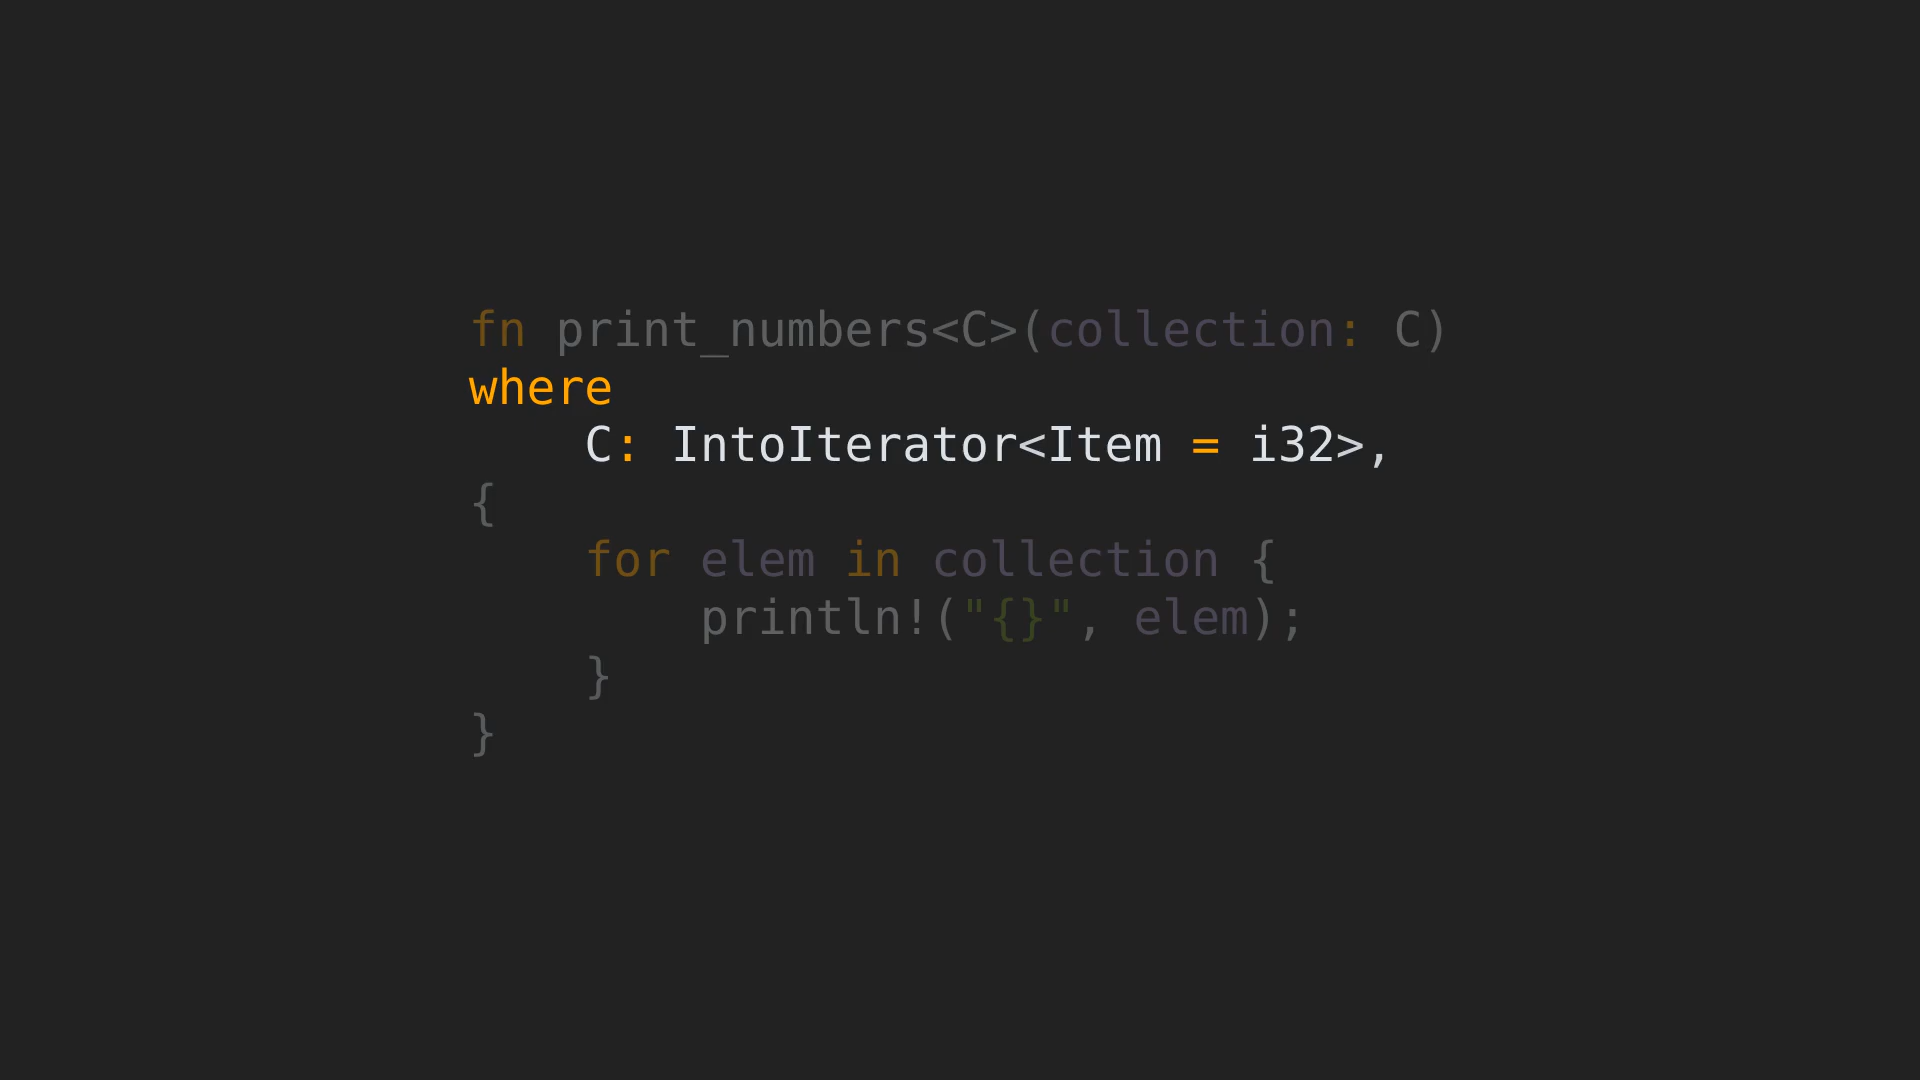 fn print_numbers<C>(collection: C)
where
    C: IntoIterator<Item = i32>,
{
    for elem in collection {
        println!("{}", elem);
    }
}